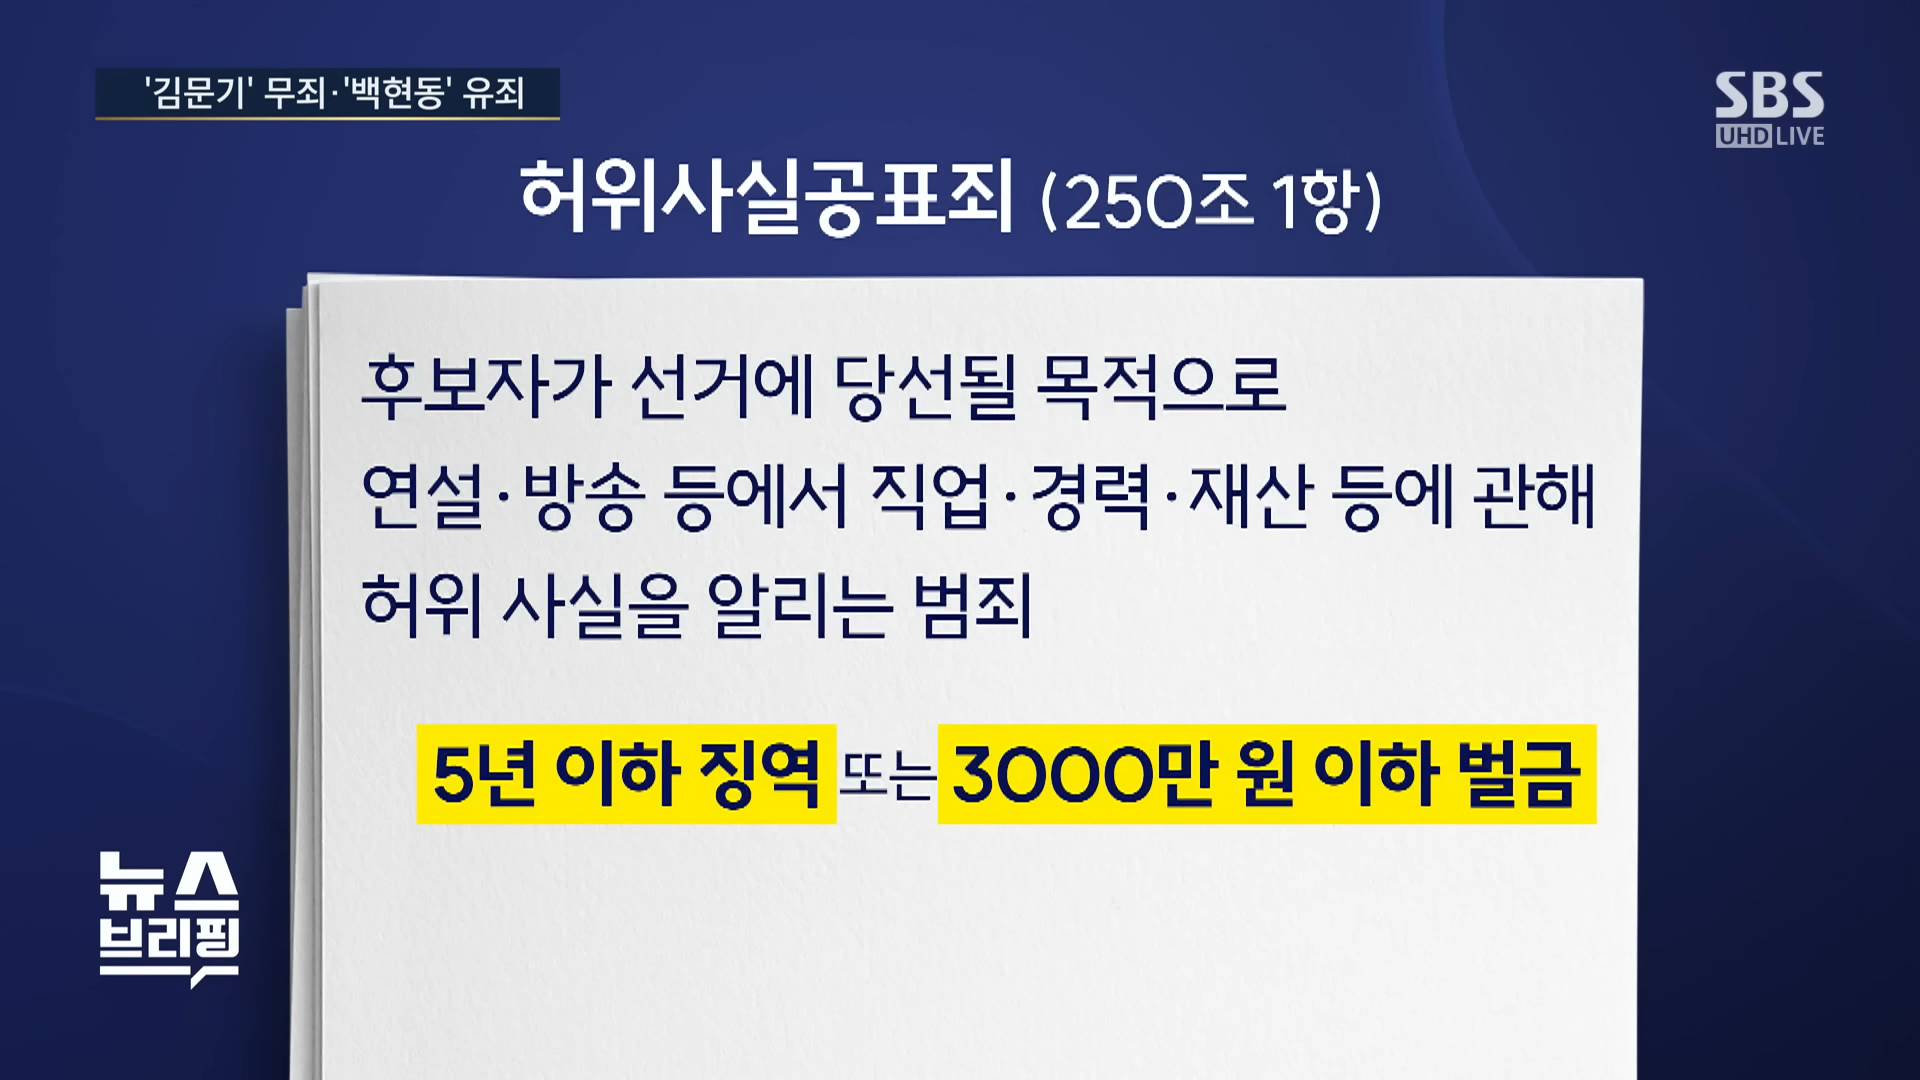 '김문기' 무죄·'백현동' 유죄
SBS
UHD LIVE
허위사실공표죄 (250조 1항)
후보자가 선거에 당선될 목적으로
연설·방송 등에서 직업·경력·재산 등에 관해
허위 사실을 알리는 범죄
5년 이하 징역 또는 3000만 원 이하 벌금
뉴스
브리핑